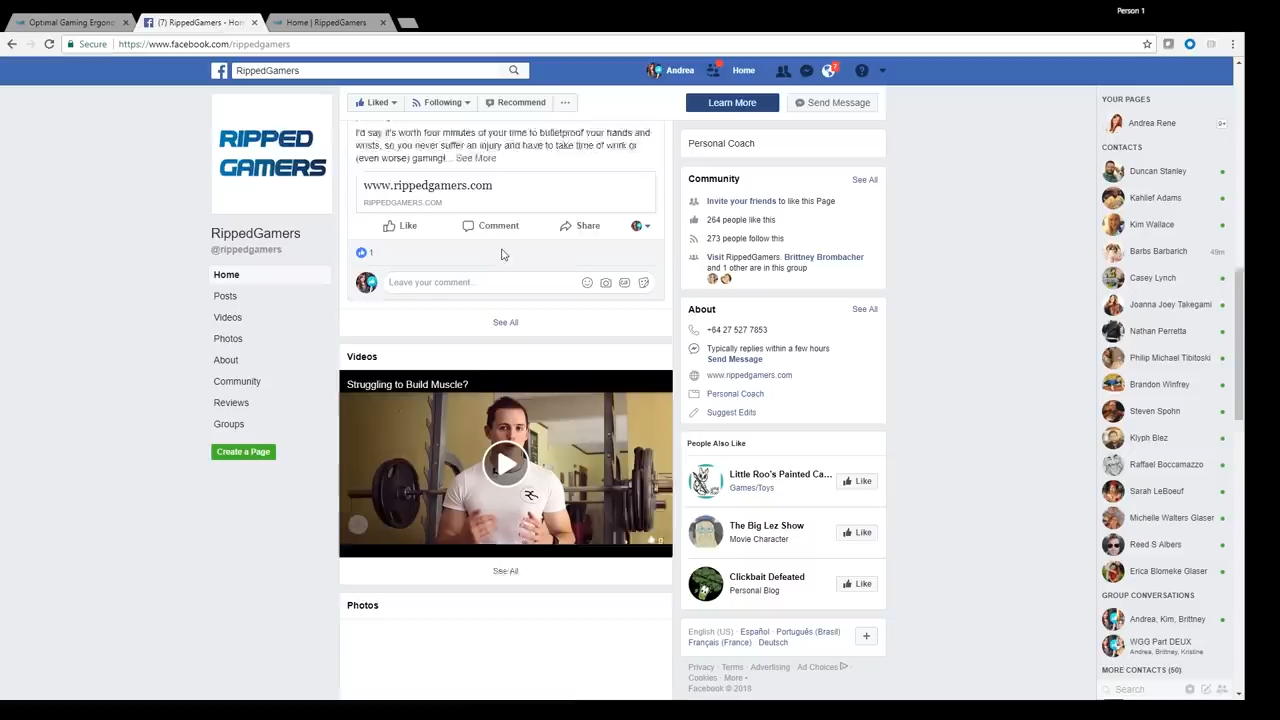 Person 1
Optimal Gaming Ergono
(7) RippedGamers - Hom
Home | RippedGamers
Secure
https://www.facebook.com/rippedgamers
RippedGamers
Andrea
Home
7
RIPPED
GAMERS
RippedGamers
@rippedgamers
Home
Posts
Videos
Photos
About
Community
Reviews
Groups
Create a Page
Liked
Following
Recommend
Learn More
Send Message
I'd say it's worth four minutes of your time to bulletproof your hands and
wrists, so you never suffer an injury and have to take time of work or
(even worse) gaming!... See More
www.rippedgamers.com
RIPPEDGAMERS.COM
Like
Comment
Share
1
Leave your comment...
See All
Videos
Struggling to Build Muscle?
See All
Photos
Personal Coach
Community
See All
Invite your friends to like this Page
264 people like this
273 people follow this
Visit RippedGamers. Brittney Brombacher
and 1 other are in this group
About
See All
+64 27 527 7853
Typically replies within a few hours
Send Message
www.rippedgamers.com
Personal Coach
Suggest Edits
People Also Like
Little Roo's Painted Ca...
Games/Toys
Like
The Big Lez Show
Movie Character
Like
Clickbait Defeated
Personal Blog
Like
English (US) · Español · Português (Brasil)
Français (France) · Deutsch
Privacy · Terms · Advertising · Ad Choices ·
Cookies · More
Facebook © 2018
YOUR PAGES
Andrea Rene
9+
CONTACTS
Duncan Stanley
Kahlief Adams
Kim Wallace
Barbs Barbarich
49m
Casey Lynch
Joanna Joey Takegami
Nathan Perretta
Philip Michael Tibitoski
Brandon Winfrey
Steven Spohn
Klyph Blez
Raffael Boccamazzo
Sarah LeBoeuf
Michelle Walters Glaser
Reed S Albers
Erica Blomeke Glaser
GROUP CONVERSATIONS
Andrea, Kim, Brittney
WGG Part DEUX
Andrea, Brittney, Kristine
MORE CONTACTS (50)
Search